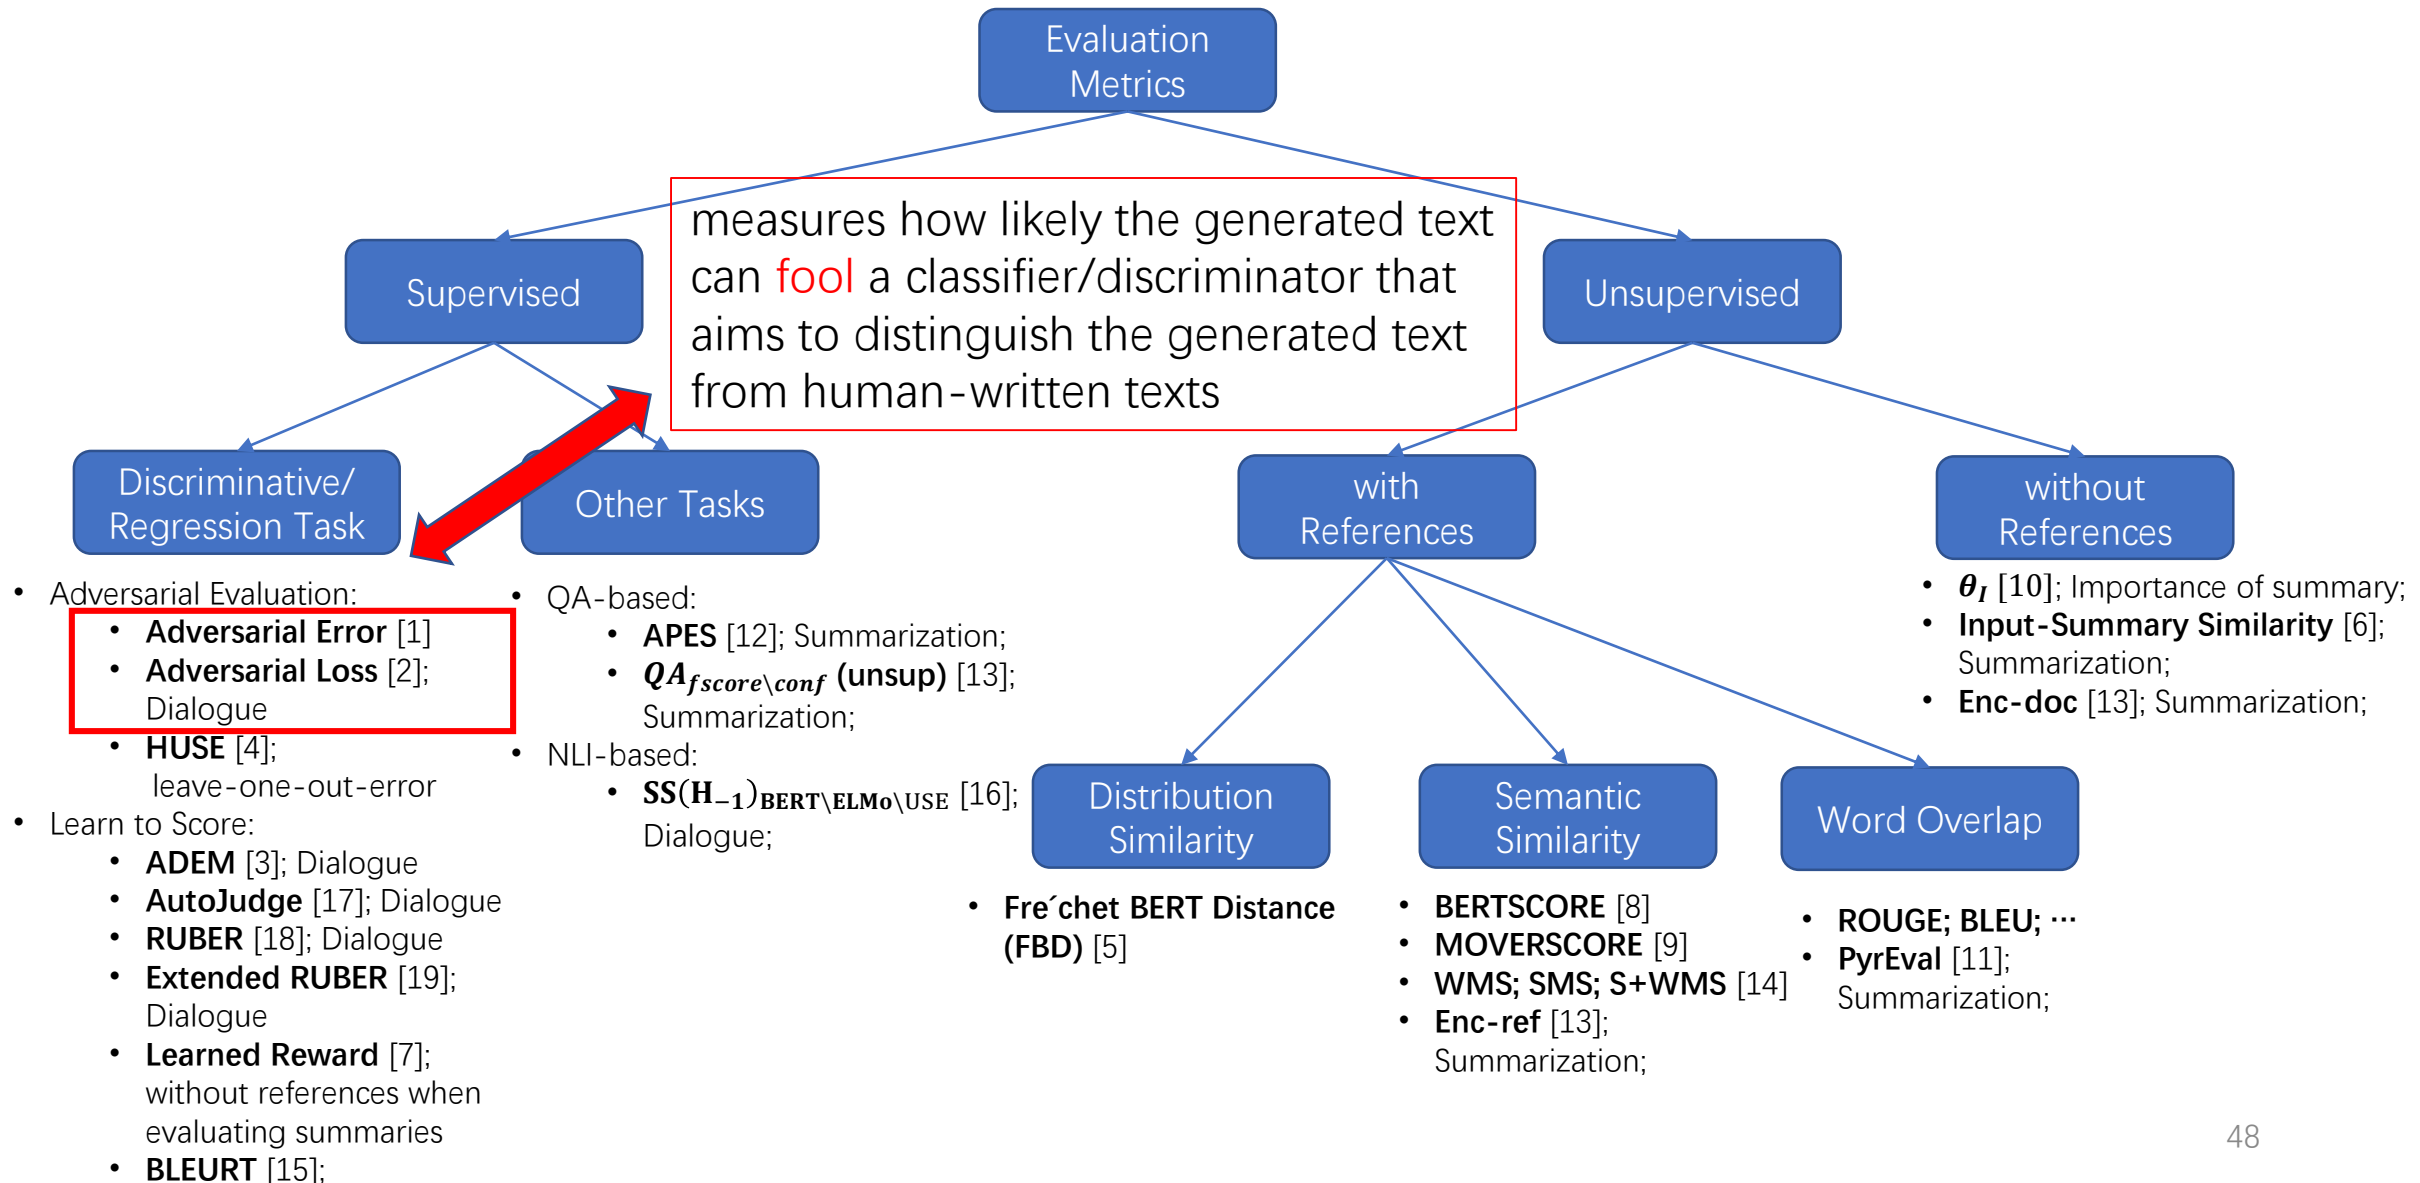 Evaluation
Metrics
measures how likely the generated text
can fool a classifier/discriminator that
aims to distinguish the generated text
from human-written texts
Supervised
Unsupervised
Discriminative/
Regression Task
Other Tasks
with
References
without
References
• Adversarial Evaluation:
• Adversarial Error [1]
• Adversarial Loss [2];
Dialogue
• HUSE [4];
leave-one-out-error
• Learn to Score:
• ADEM [3]; Dialogue
• AutoJudge [17]; Dialogue
• RUBER [18]; Dialogue
• Extended RUBER [19];
Dialogue
• Learned Reward [7];
without references when
evaluating summaries
• BLEURT [15];
• QA-based:
• APES [12]; Summarization;
• QA_{fscore\conf} (unsup) [13];
Summarization;
• NLI-based:
• SS(H_{−1})_{BERT\ELMo\USE} [16];
Dialogue;
• θ_I [10]; Importance of summary;
• Input-Summary Similarity [6];
Summarization;
• Enc-doc [13]; Summarization;
Distribution
Similarity
Semantic
Similarity
Word Overlap
• Fre´chet BERT Distance
(FBD) [5]
• BERTSCORE [8]
• MOVERSCORE [9]
• WMS; SMS; S+WMS [14]
• Enc-ref [13];
Summarization;
• ROUGE; BLEU; ···
• PyrEval [11];
Summarization;
48